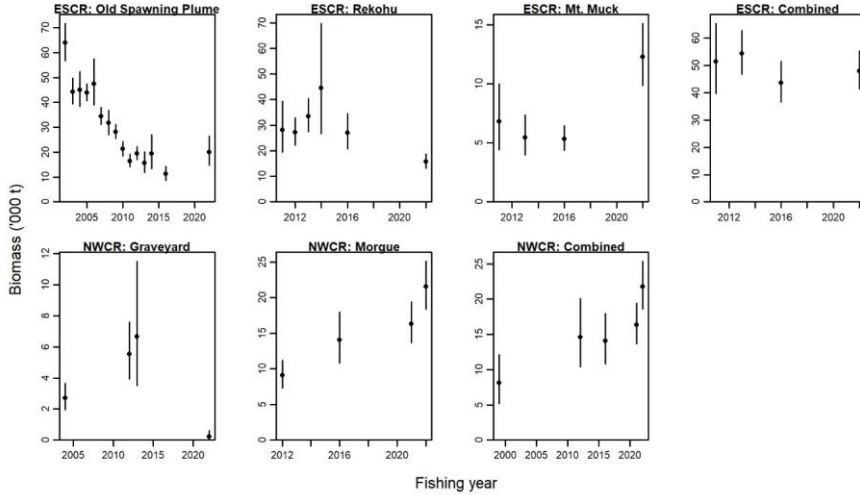 ESCR: Old Spawning Plume
ESCR: Rekohu
ESCR: Mt. Muck
ESCR: Combined
70
60
50
40
30
20
10
0
2005 2010 2015 2020
70
60
50
40
30
20
10
0
2012 2016 2020
15
10
5
0
2012 2016 2020
60
50
40
30
20
10
0
2012 2016 2020
Biomass ('000 t)
NWCR: Graveyard
NWCR: Morgue
NWCR: Combined
12
10
8
6
4
2
0
2005 2010 2015 2020
25
20
15
10
5
0
2012 2016 2020
25
20
15
10
5
0
2000 2005 2010 2015 2020
Fishing year